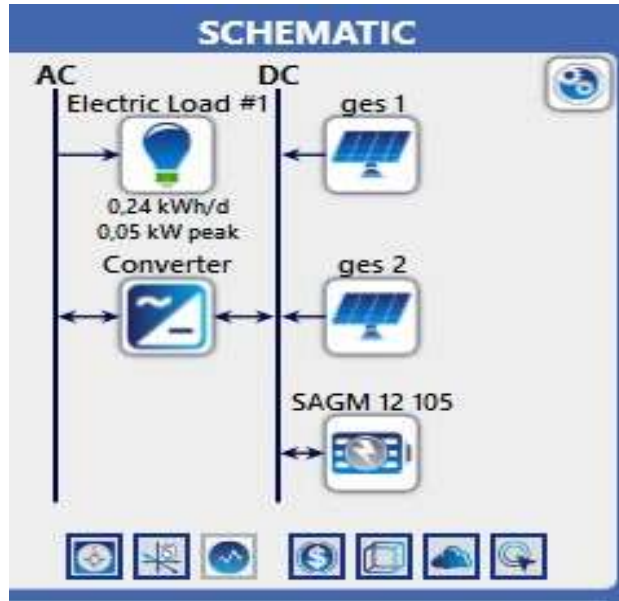 SCHEMATIC
AC DC
Electric Load #1 ges 1
0,24 kWh/d
0,05 kW peak
Converter ges 2
SAGM 12 105